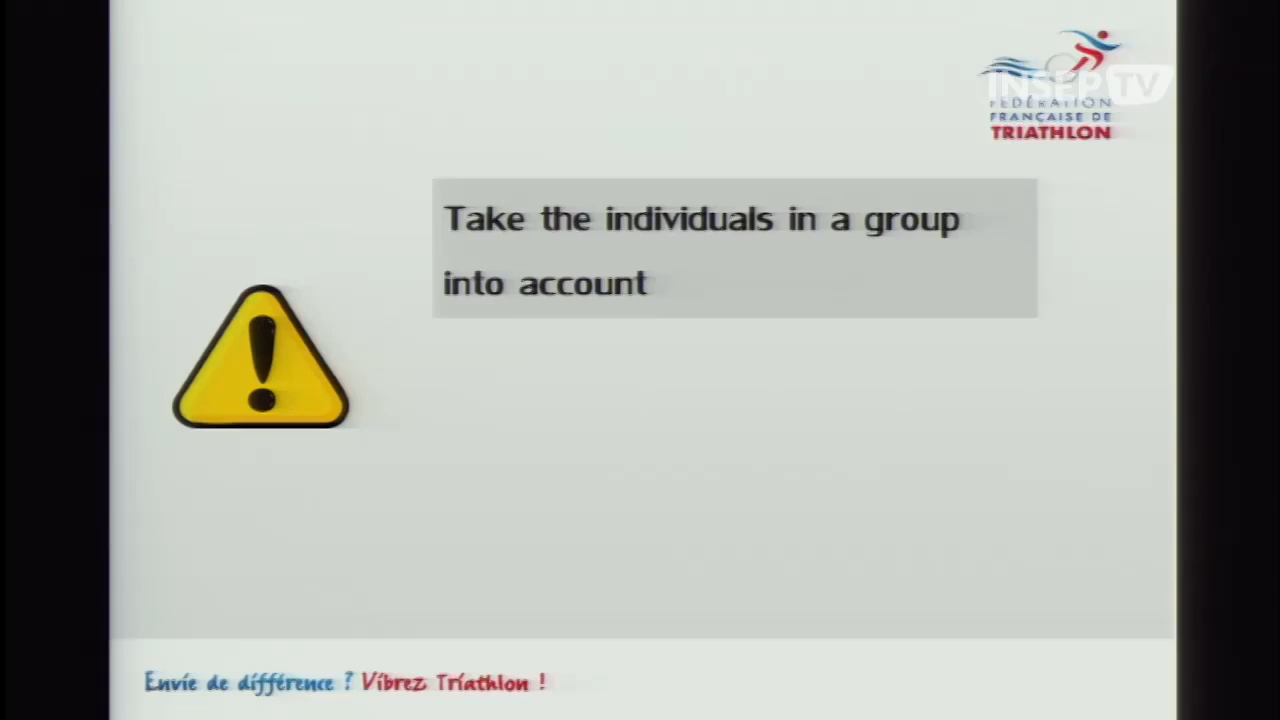 INSEP TV
FÉDÉRATION
FRANÇAISE DE
TRIATHLON
Take the individuals in a group
into account
Envie de différence ? Vibrez Triathlon !